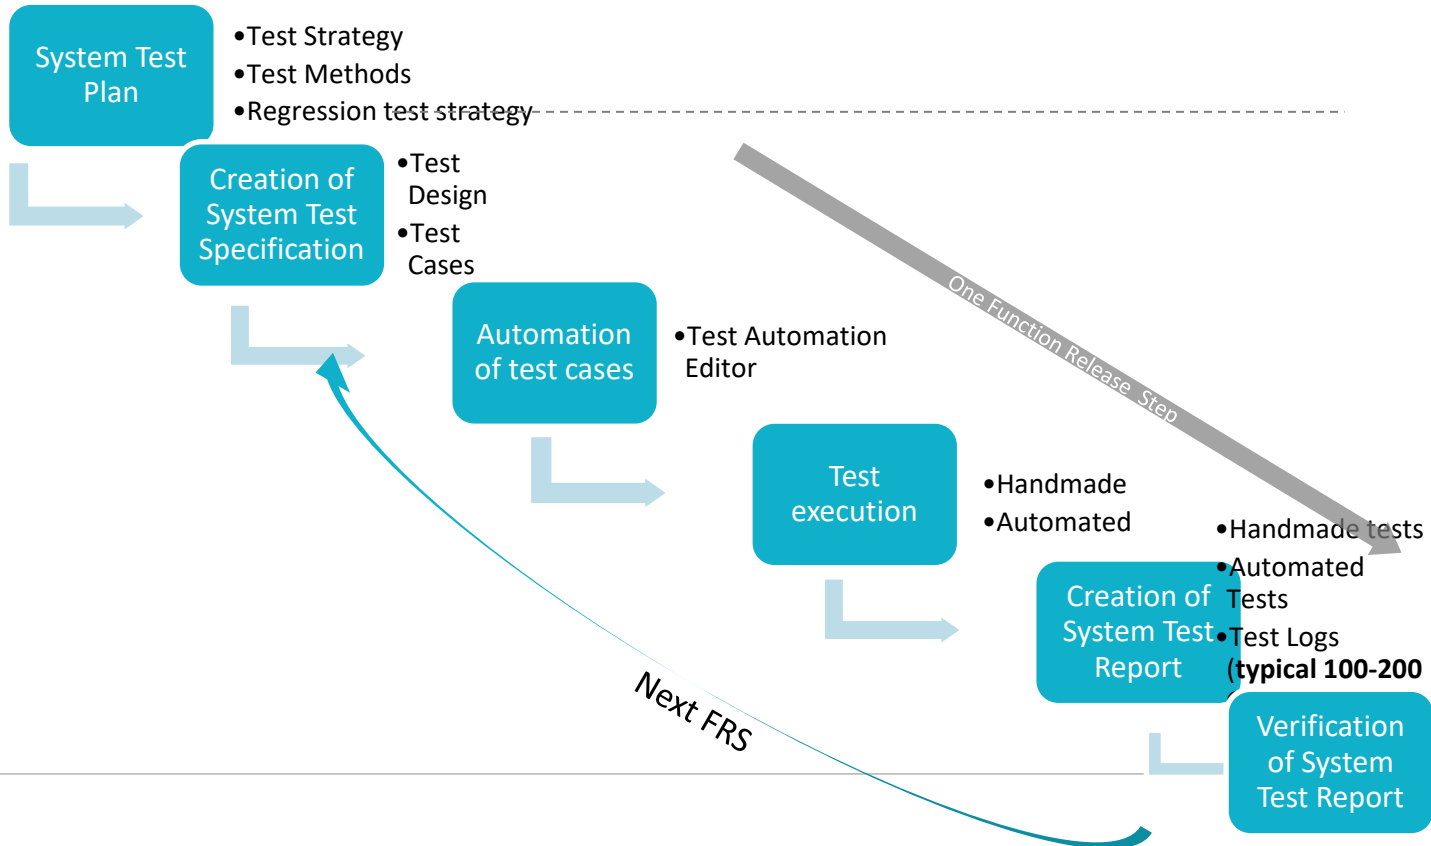 System Test
Plan
•Test Strategy
•Test Methods
•Regression test strategy
Creation of
System Test
Specification
•Test
Design
•Test
Cases
Automation
of test cases
•Test Automation
Editor
One Function Release Step
Test
execution
•Handmade
•Automated
Creation of
System Test
Report
•Handmade tests
•Automated
Tests
•Test Logs
(typical 100-200
Verification
of System
Test Report
Next FRS